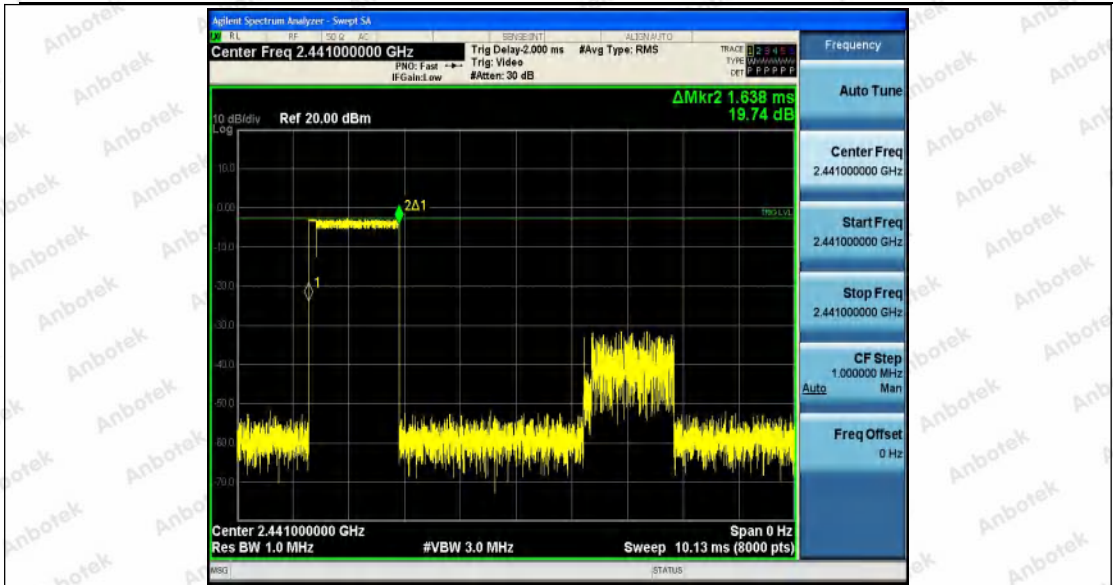 Agilent Spectrum Analyzer - Swept SA
RL RF 50 Ω AC SENSE:INT ALIGN AUTO
Center Freq 2.441000000 GHz
PNO: Fast
IFGain:Low
Trig Delay-2.000 ms
Trig: Video
#Atten: 30 dB
#Avg Type: RMS
TRACE 1 2 3 4 5 6
TYPE
DET P P P P P P
ΔMkr2 1.638 ms
19.74 dB
10 dB/div Ref 20.00 dBm
Log
10.0
0.00
-10.0
-20.0
-30.0
-40.0
-50.0
-60.0
-70.0
2Δ1
TRIG LVL
1
Center 2.441000000 GHz
Span 0 Hz
Res BW 1.0 MHz
#VBW 3.0 MHz
Sweep 10.13 ms (8000 pts)
MSG
STATUS
Frequency
Auto Tune
Center Freq
2.441000000 GHz
Start Freq
2.441000000 GHz
Stop Freq
2.441000000 GHz
CF Step
1.000000 MHz
Auto Man
Freq Offset
0 Hz
Anbotek